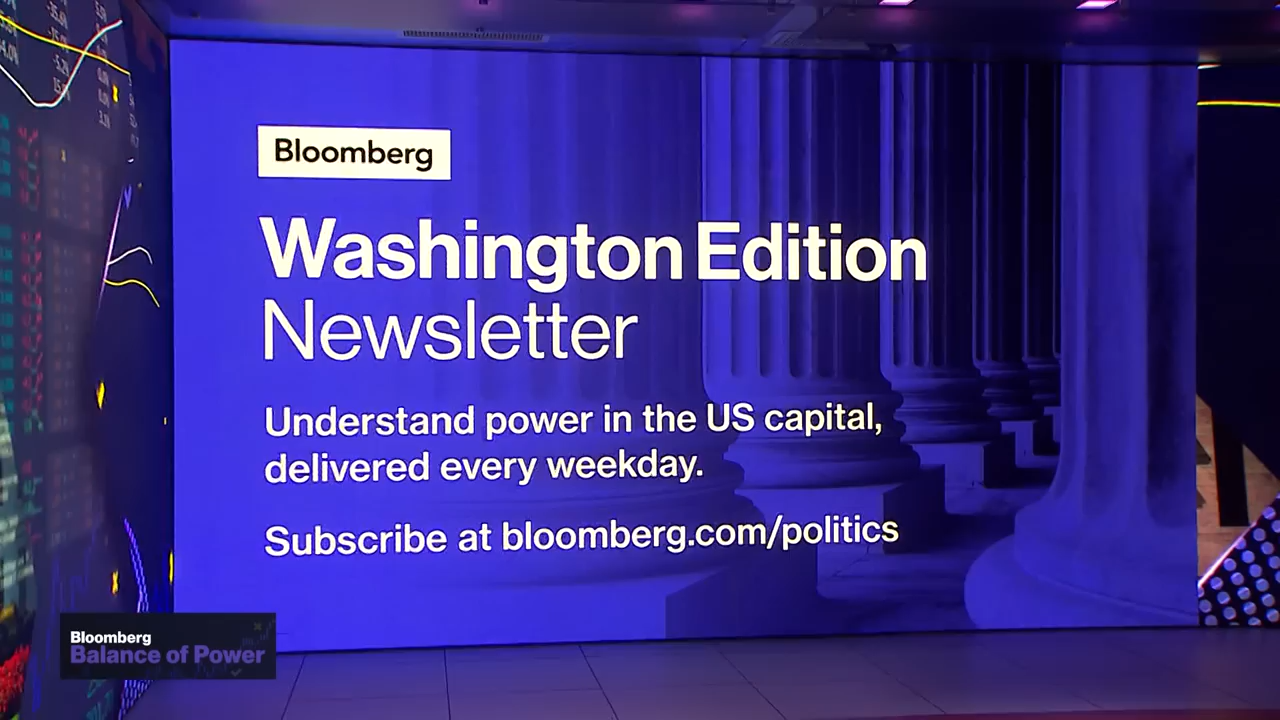 Bloomberg
Washington Edition
Newsletter
Understand power in the US capital,
delivered every weekday.
Subscribe at bloomberg.com/politics
Bloomberg
Balance of Power